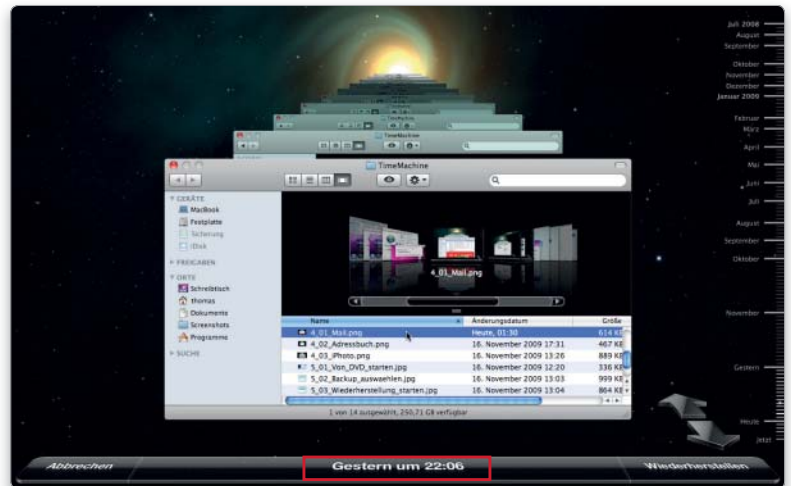 Juli 2008
August
September
Oktober
November
Dezember
Januar 2009
Februar
März
April
Mai
Juni
Juli
August
September
Oktober
November
Gestern
Heute
Jetzt
TimeMachine
TimeMachine
TimeMachine
GERÄTE
MacBook
Festplatte
Sicherung
iDisk
FREIGABEN
ORTE
Schreibtisch
thomas
Dokumente
Screenshots
Programme
SUCHE
4_01_Mail.png
Name Änderungsdatum Größe
4_01_Mail.png Heute, 01:30 614 KB
4_02_Adressbuch.png 16. November 2009 17:31 467 KB
4_03_iPhoto.png 16. November 2009 13:26 889 KB
5_01_Von_DVD_starten.jpg 16. November 2009 12:20 336 KB
5_02_Backup_auswaehlen.jpg 16. November 2009 13:03 999 KB
5_03_Wiederherstellung_starten.jpg 16. November 2009 13:04 864 KB
1 von 14 ausgewählt, 250,71 GB verfügbar
Abbrechen Gestern um 22:06 Wiederherstellen